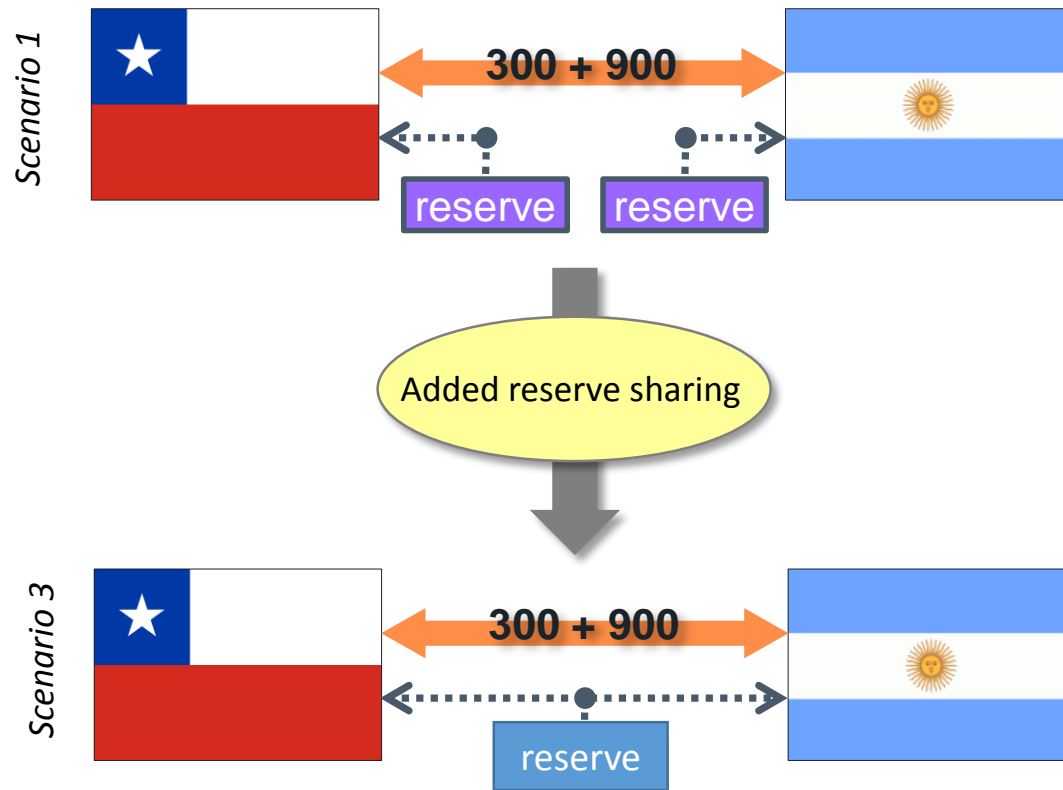 Scenario 1
300 + 900
reserve
reserve
Added reserve sharing
Scenario 3
300 + 900
reserve